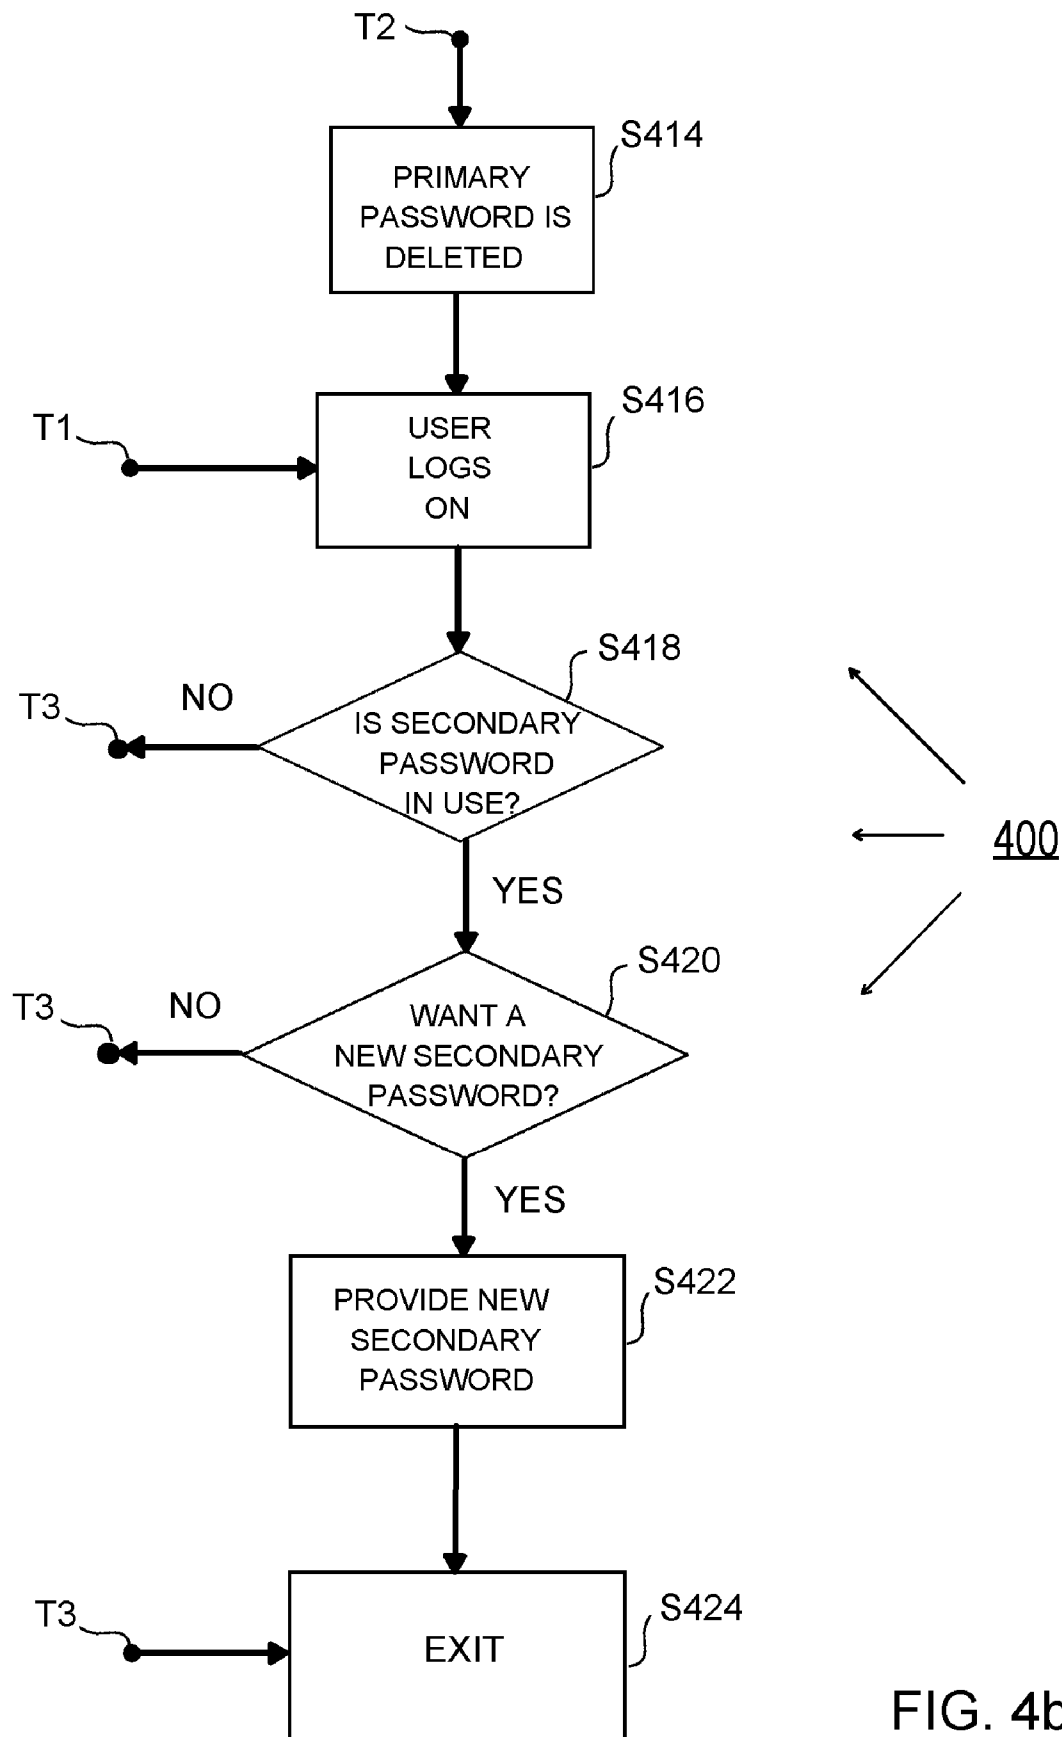 T2
S414
PRIMARY
PASSWORD IS
DELETED
S416
T1
USER
LOGS
ON
S418
T3
NO
IS SECONDARY
PASSWORD
IN USE?
400
YES
S420
T3
NO
WANT A
NEW SECONDARY
PASSWORD?
YES
S422
PROVIDE NEW
SECONDARY
PASSWORD
T3
S424
EXIT
FIG. 4b